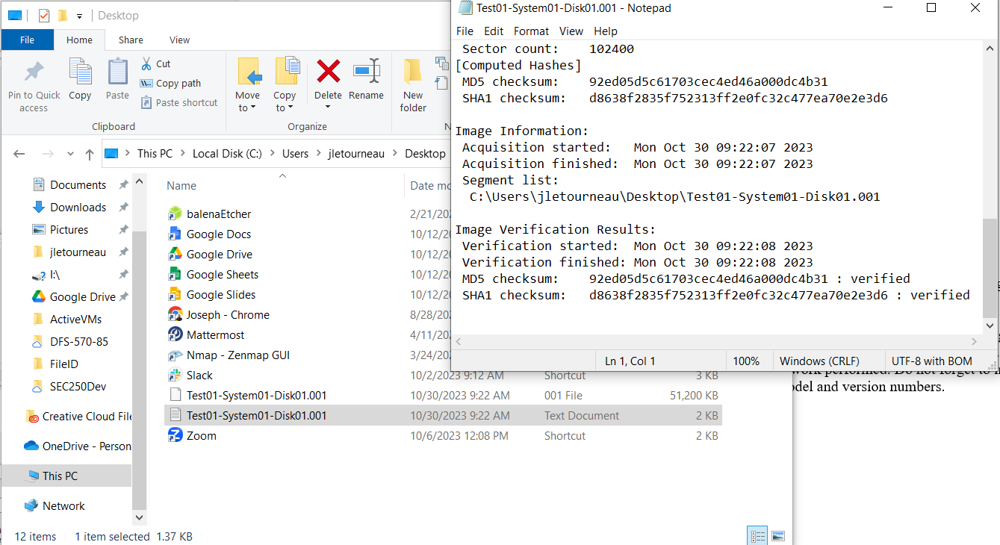 Desktop
File
Home
Share
View
Pin to Quick access
Copy
Paste
Cut
Copy path
Paste shortcut
Clipboard
Move to
Copy to
Delete
Rename
Organize
New folder
This PC > Local Disk (C:) > Users > jletourneau > Desktop
Documents
Downloads
Pictures
jletourneau
I:\
Google Drive
ActiveVMs
DFS-570-85
FileID
SEC250Dev
Creative Cloud File
OneDrive - Person
This PC
Network
Name
Date mo
balenaEtcher 2/21/20
Google Docs 10/12/20
Google Drive 10/12/20
Google Sheets 10/12/20
Google Slides 10/12/20
Joseph - Chrome 8/28/20
Mattermost 4/11/20
Nmap - Zenmap GUI 3/24/20
Slack 10/2/2023 9:12 AM Shortcut 3 KB
Test01-System01-Disk01.001 10/30/2023 9:22 AM 001 File 51,200 KB
Test01-System01-Disk01.001 10/30/2023 9:22 AM Text Document 2 KB
Zoom 10/6/2023 12:08 PM Shortcut 2 KB
12 items 1 item selected 1.37 KB
Test01-System01-Disk01.001 - Notepad
File Edit Format View Help
Sector count: 102400
[Computed Hashes]
MD5 checksum: 92ed05d5c61703cec4ed46a000dc4b31
SHA1 checksum: d8638f2835f752313ff2e0fc32c477ea70e2e3d6
Image Information:
Acquisition started: Mon Oct 30 09:22:07 2023
Acquisition finished: Mon Oct 30 09:22:07 2023
Segment list:
C:\Users\jletourneau\Desktop\Test01-System01-Disk01.001
Image Verification Results:
Verification started: Mon Oct 30 09:22:08 2023
Verification finished: Mon Oct 30 09:22:08 2023
MD5 checksum: 92ed05d5c61703cec4ed46a000dc4b31 : verified
SHA1 checksum: d8638f2835f752313ff2e0fc32c477ea70e2e3d6 : verified
Ln 1, Col 1 100% Windows (CRLF) UTF-8 with BOM
work performed. Do not forget to
odel and version numbers.